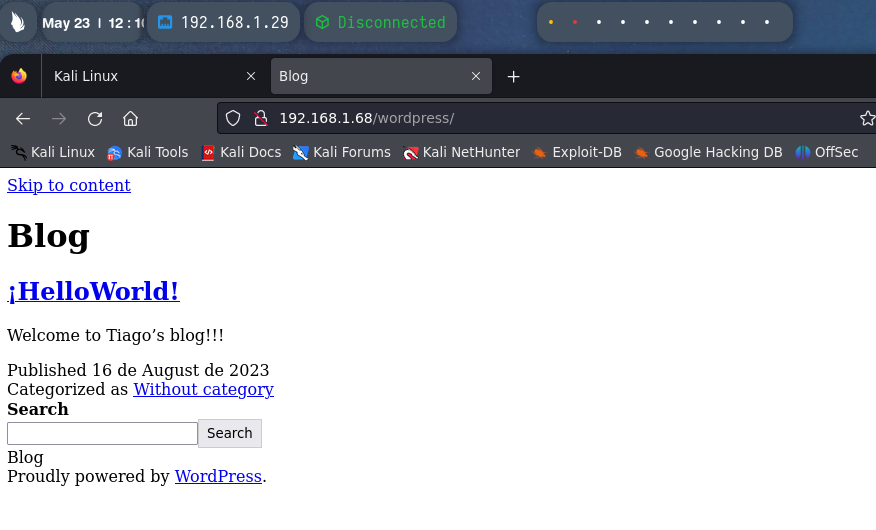 May 23 | 12 : 10
192.168.1.29
Disconnected
Kali Linux
Blog
192.168.1.68/wordpress/
Kali Linux Kali Tools Kali Docs Kali Forums Kali NetHunter Exploit-DB Google Hacking DB OffSec
Skip to content
Blog
¡HelloWorld!
Welcome to Tiago’s blog!!!
Published 16 de August de 2023
Categorized as Without category
Search
Search
Blog
Proudly powered by WordPress.